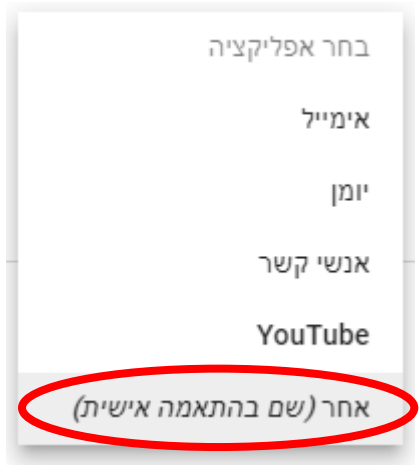 בחר אפליקציה
אימייל
יומן
אנשי קשר
YouTube
אחר (שם בהתאמה אישית)